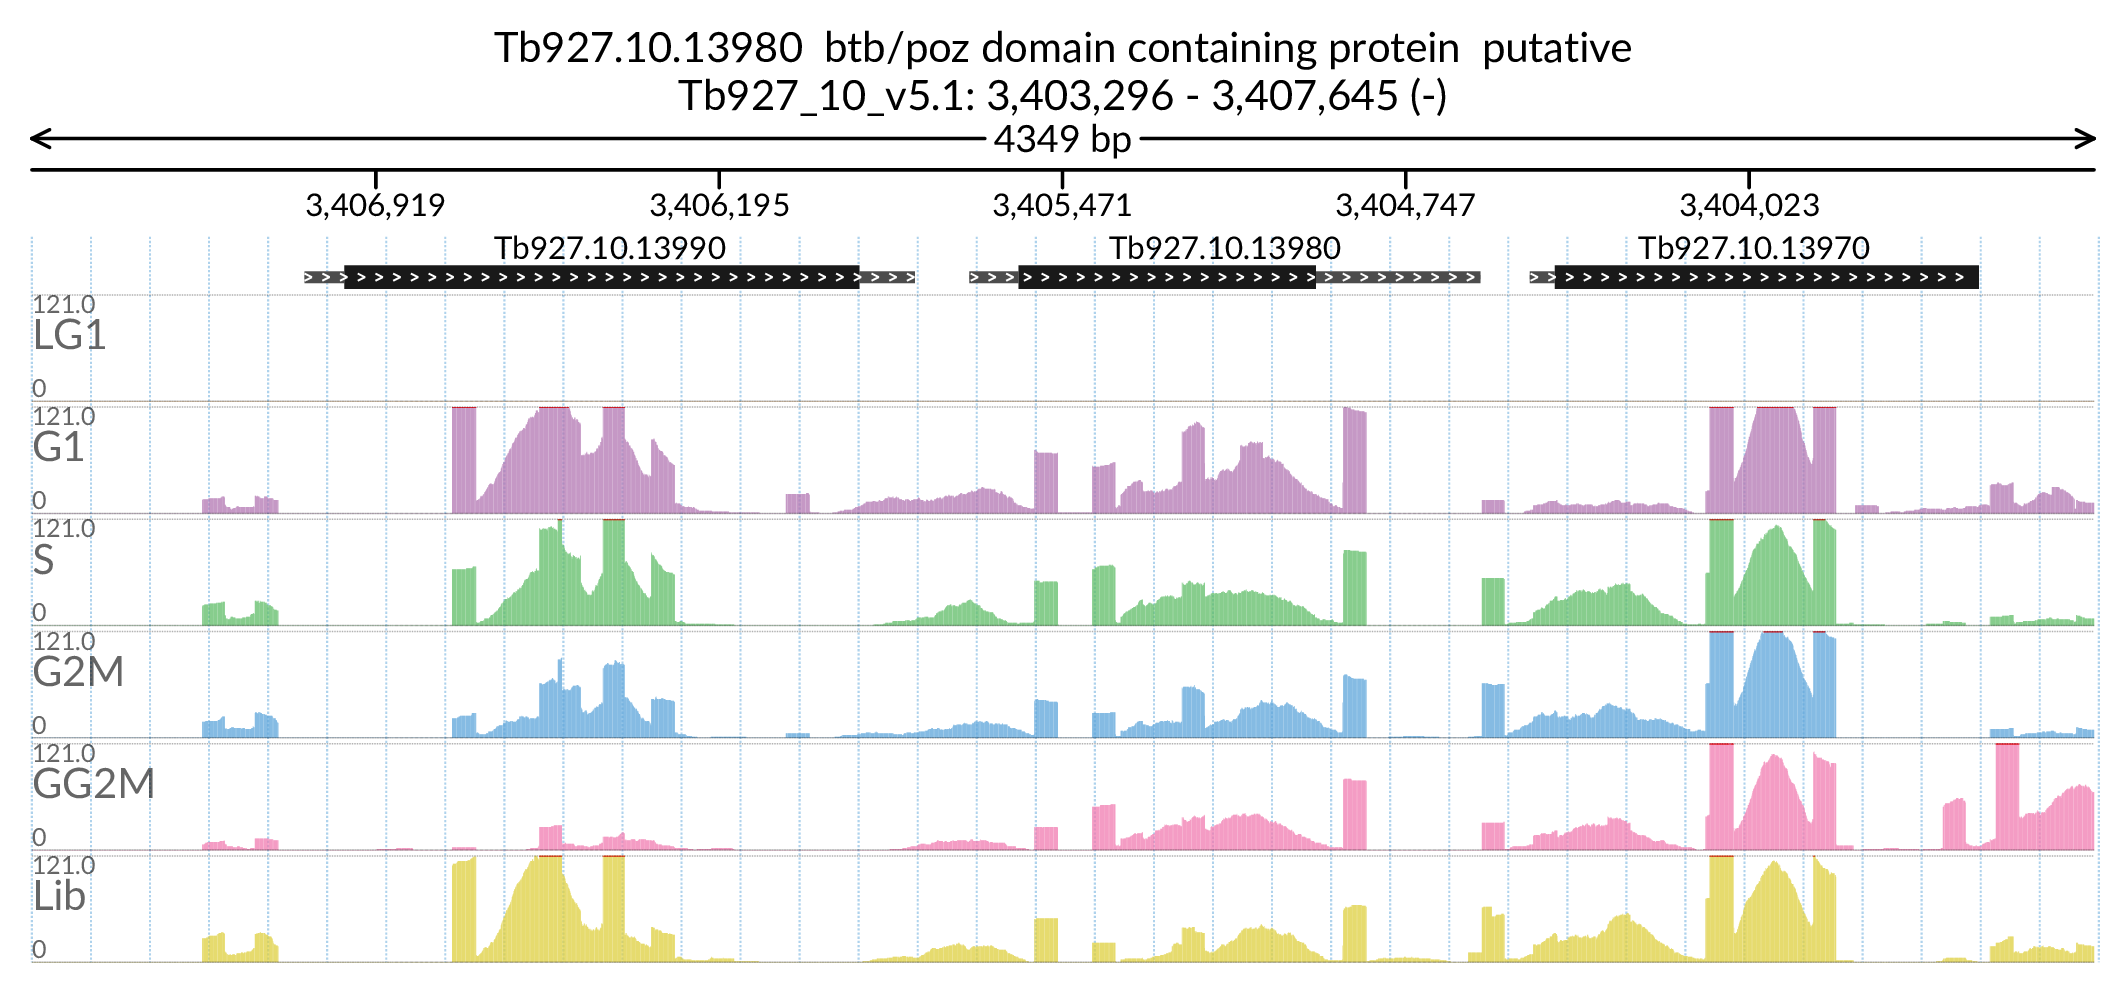 Tb927.10.13980  btb/poz domain containing protein  putative
Tb927_10_v5.1: 3,403,296 - 3,407,645 (-)
4349 bp
3,406,919 3,406,195 3,405,471 3,404,747 3,404,023
Tb927.10.13990 Tb927.10.13980 Tb927.10.13970
121.0
LG1
0
121.0
G1
0
121.0
S
0
121.0
G2M
0
121.0
GG2M
0
121.0
Lib
0